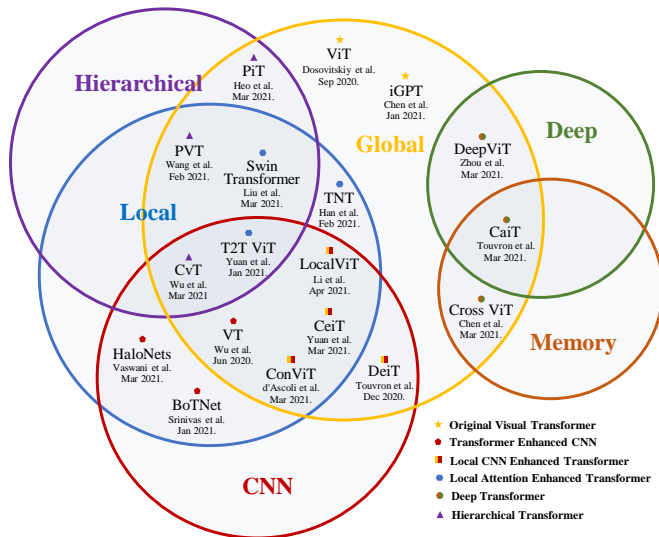 Hierarchical
PiT
Heo et al.
Mar 2021.
ViT
Dosovitskiy et al.
Sep 2020.
iGPT
Chen et al.
Jan 2021.
Global
Deep
DeepViT
Zhou et al.
Mar 2021.
PVT
Wang et al.
Feb 2021.
Swin
Transformer
Liu et al.
Mar 2021.
TNT
Han et al.
Feb 2021.
Local
CaiT
Touvron et al.
Mar 2021.
T2T ViT
Yuan et al.
Jan 2021.
CvT
Wu et al.
Mar 2021
LocalViT
Li et al.
Apr 2021.
Cross ViT
Chen et al.
Mar 2021.
Memory
VT
Wu et al.
Jun 2020.
CeiT
Yuan et al.
Mar 2021.
HaloNets
Vaswani et al.
Mar 2021.
ConViT
d'Ascoli et al.
Mar 2021.
DeiT
Touvron et al.
Dec 2020.
BoTNet
Srinivas et al.
Jan 2021.
CNN
Original Visual Transformer
Transformer Enhanced CNN
Local CNN Enhanced Transformer
Local Attention Enhanced Transformer
Deep Transformer
Hierarchical Transformer